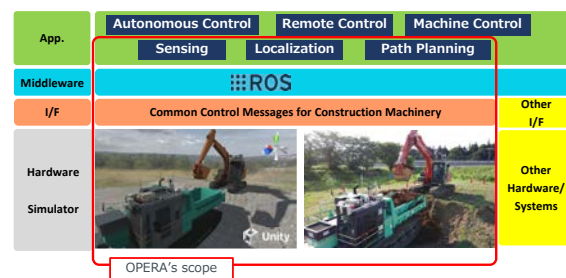 App.
Autonomous Control
Remote Control
Machine Control
Sensing
Localization
Path Planning
Middleware
ROS
I/F
Common Control Messages for Construction Machinery
Other
I/F
Hardware
Simulator
Unity
Other
Hardware/
Systems
OPERA's scope